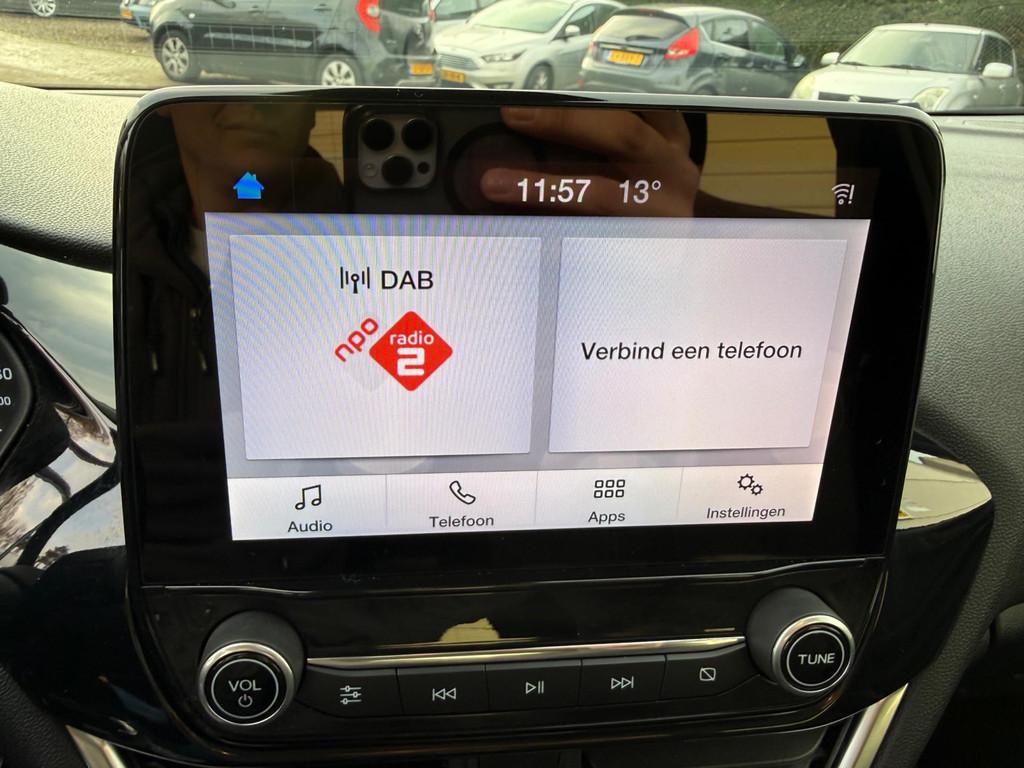 11:57 13°
DAB
npo radio 2
Verbind een telefoon
Audio Telefoon Apps Instellingen
VOL
TUNE